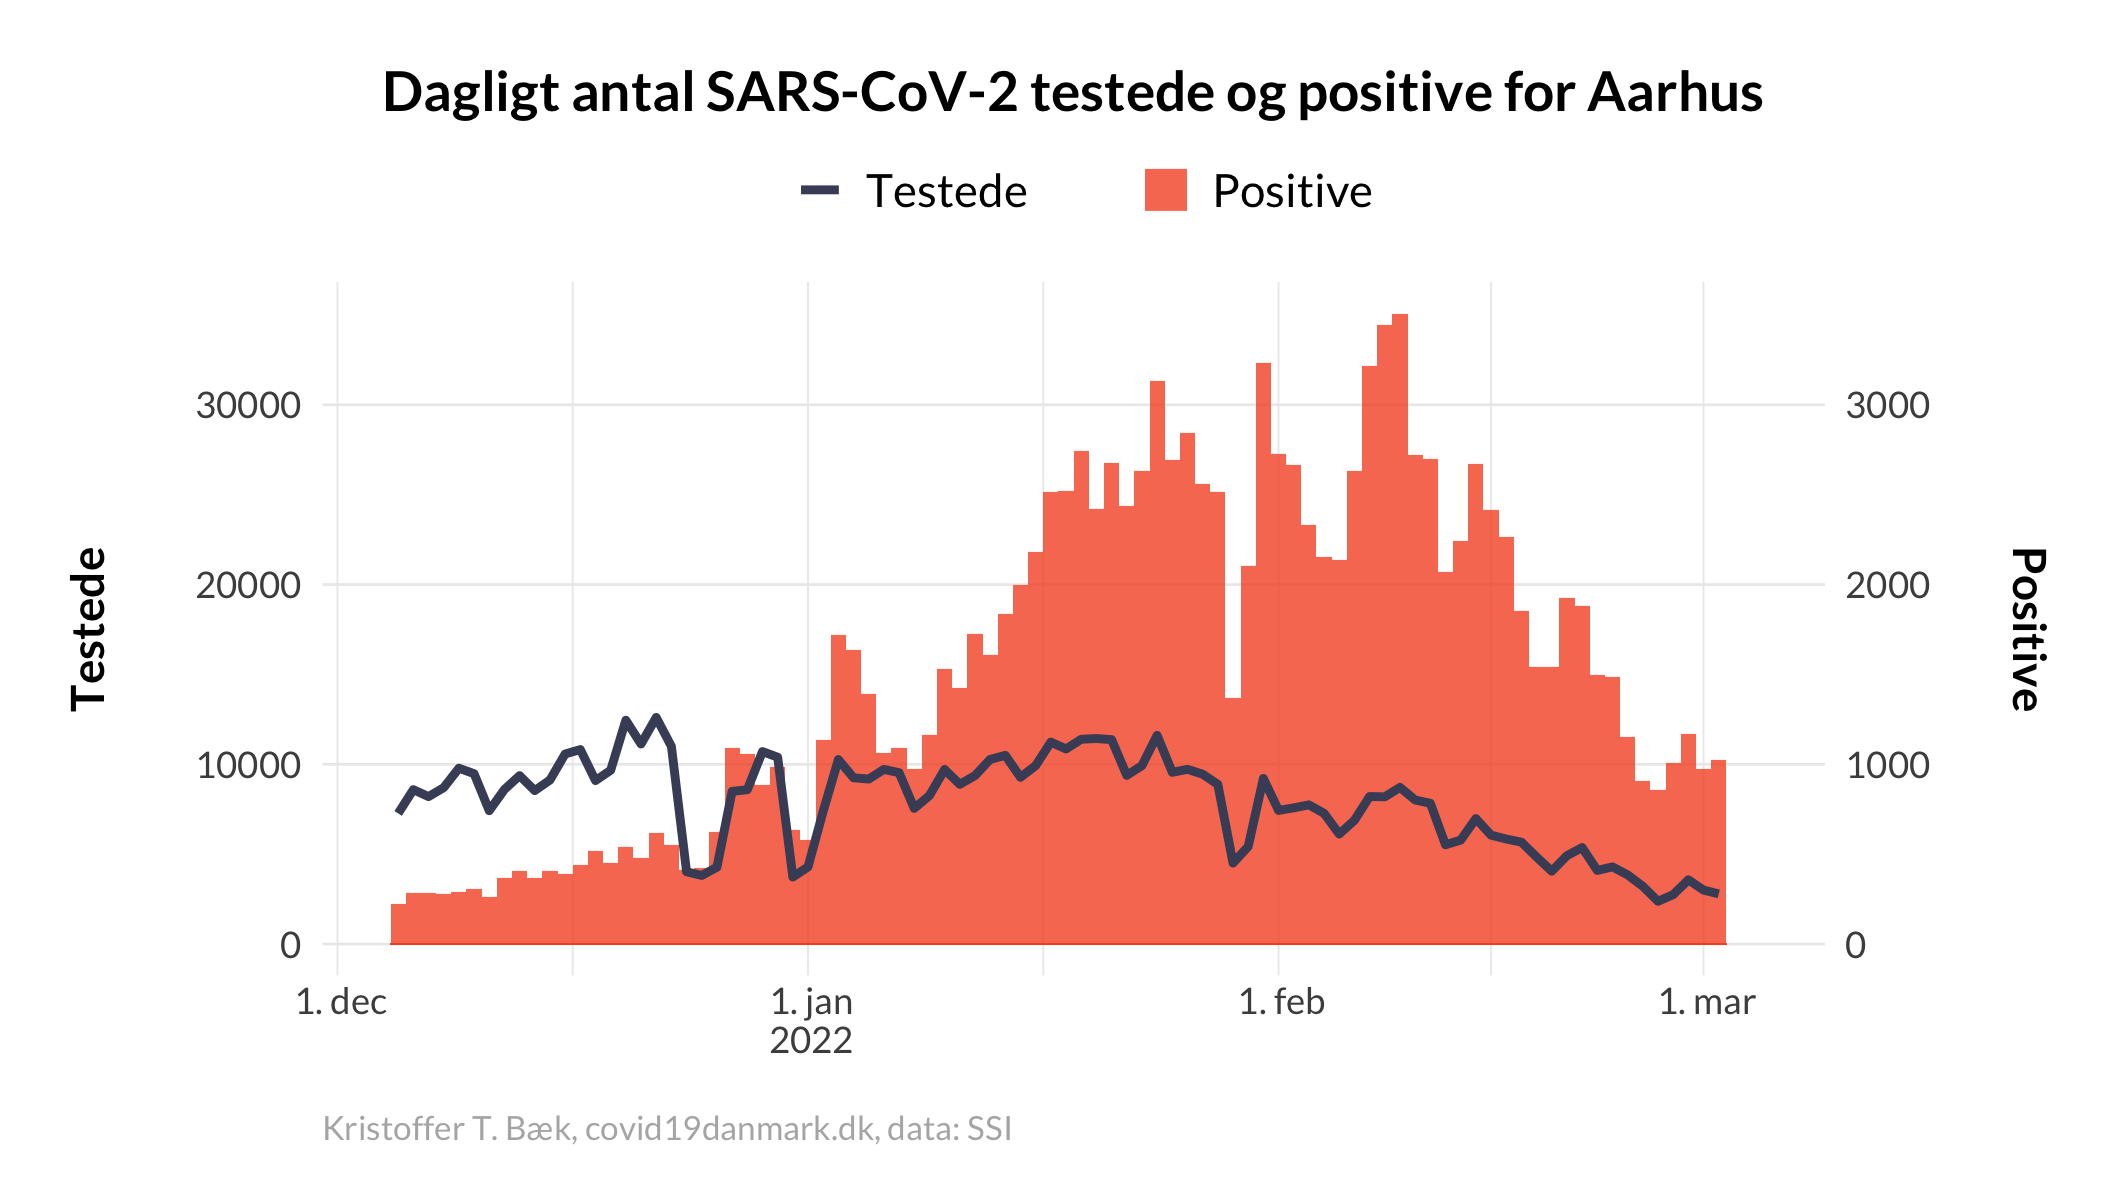 Dagligt antal SARS-CoV-2 testede og positive for Aarhus
Testede Positive
Testede
30000
20000
10000
0
3000
2000
1000
0
Positive
1. dec 1. jan 1. feb 1. mar
2022
Kristoffer T. Bæk, covid19danmark.dk, data: SSI